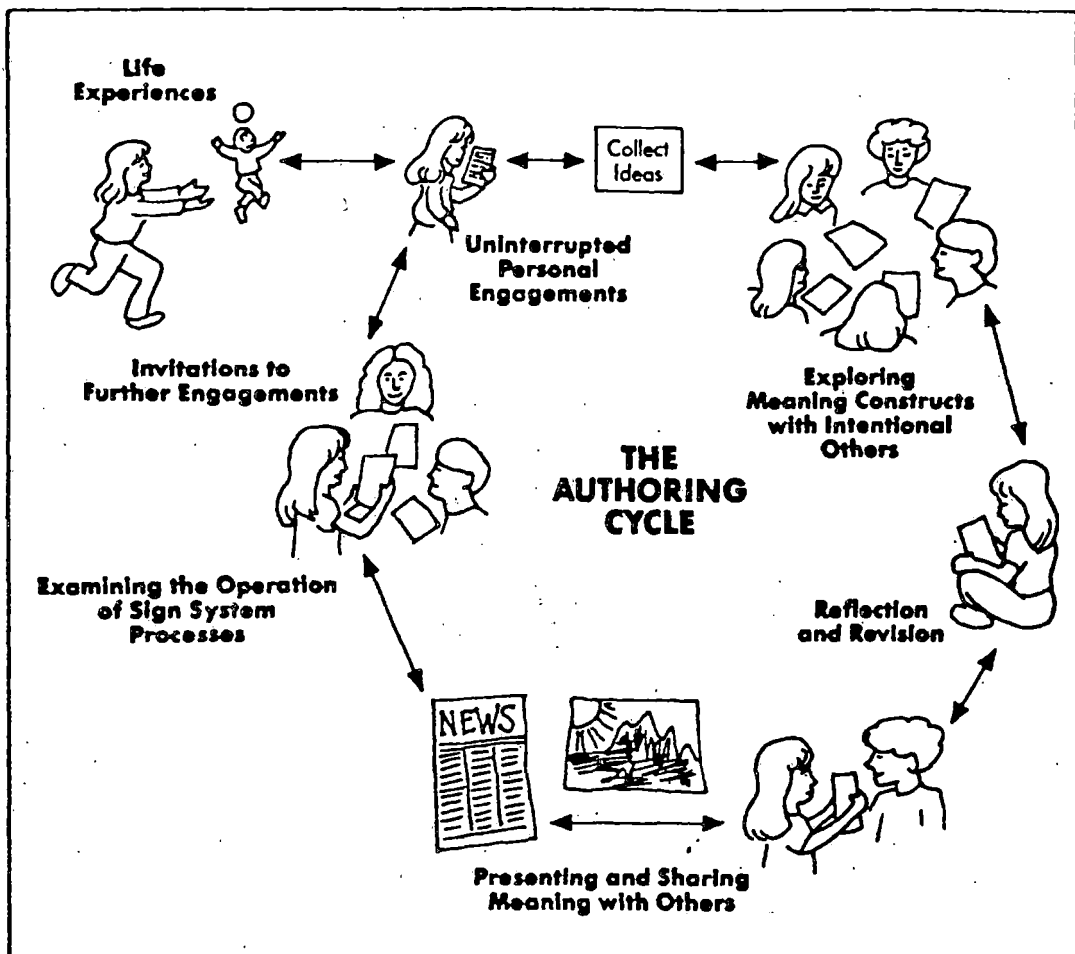 Life
Experiences
Collect
Ideas
Uninterrupted
Personal
Engagements
Invitations to
Further Engagements
Exploring
Meaning Constructs
with Intentional
Others
THE
AUTHORING
CYCLE
Examining the Operation
of Sign System
Processes
Reflection
and Revision
NEWS
Presenting and Sharing
Meaning with Others